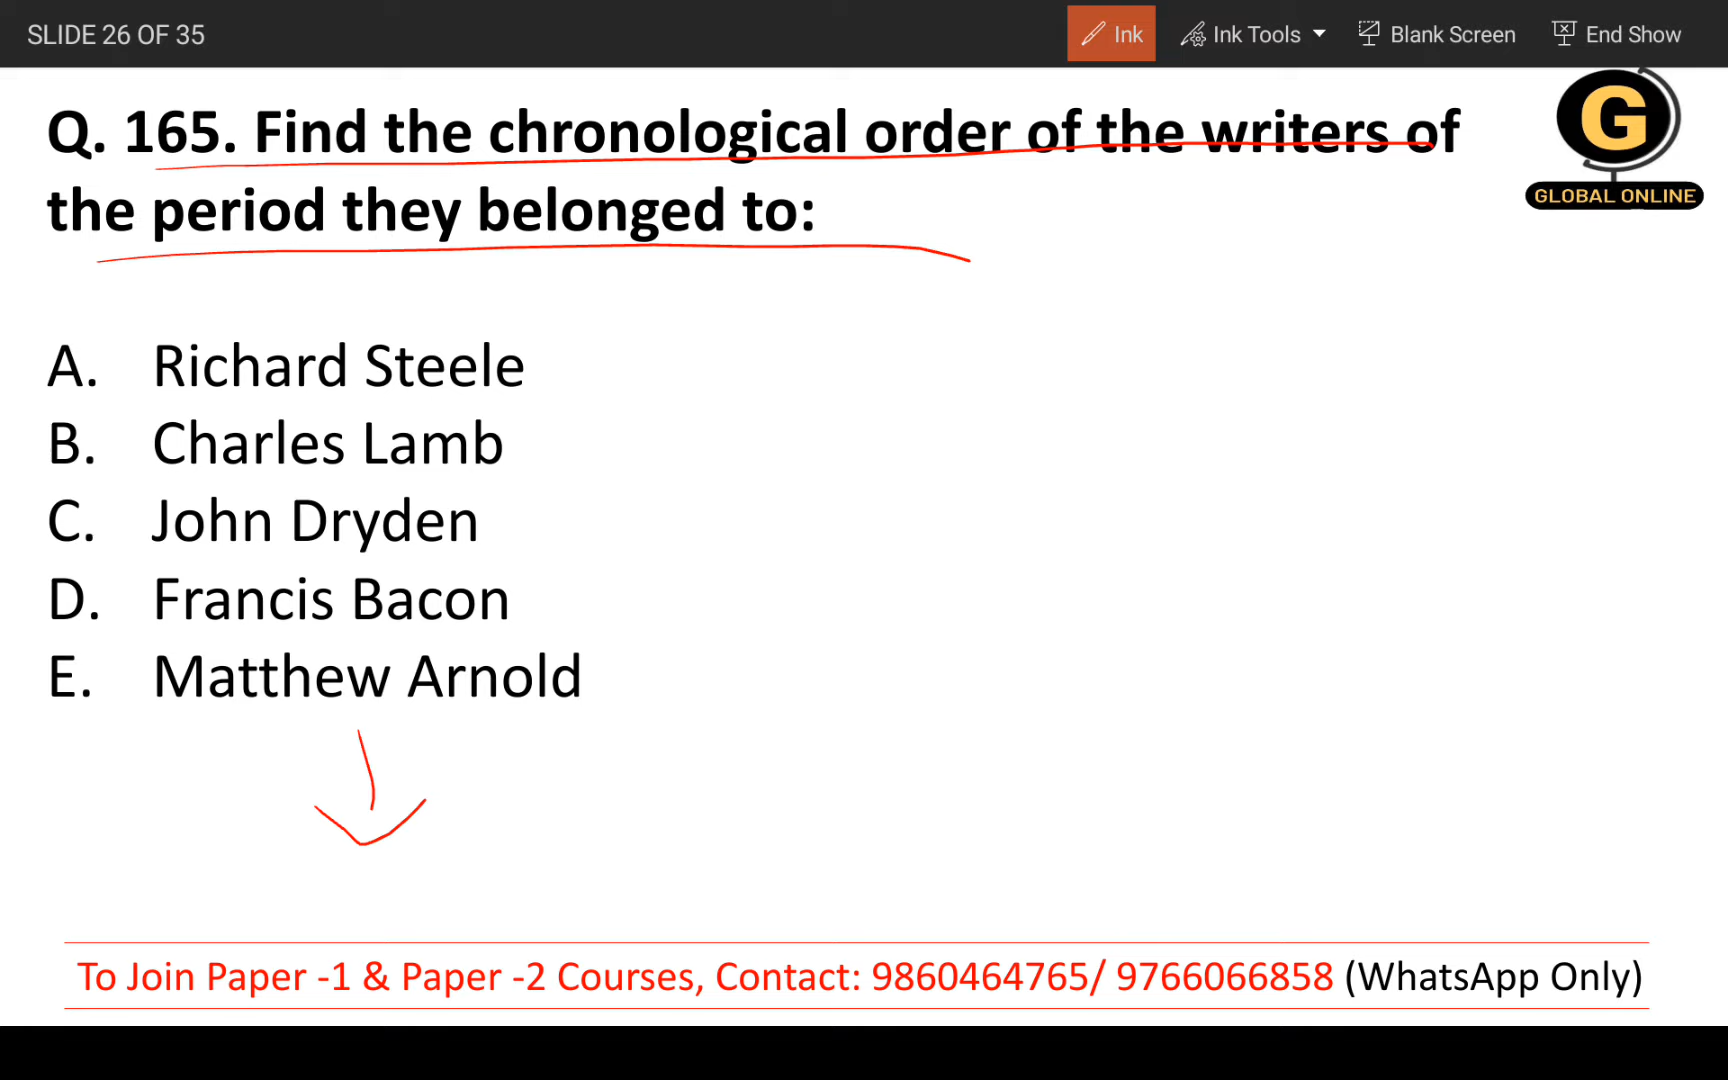 SLIDE 26 OF 35
Ink
Ink Tools
Blank Screen
End Show
Q. 165. Find the chronological order of the writers of
the period they belonged to:
G
GLOBAL ONLINE
A. Richard Steele
B. Charles Lamb
C. John Dryden
D. Francis Bacon
E. Matthew Arnold
To Join Paper -1 & Paper -2 Courses, Contact: 9860464765/ 9766066858 (WhatsApp Only)